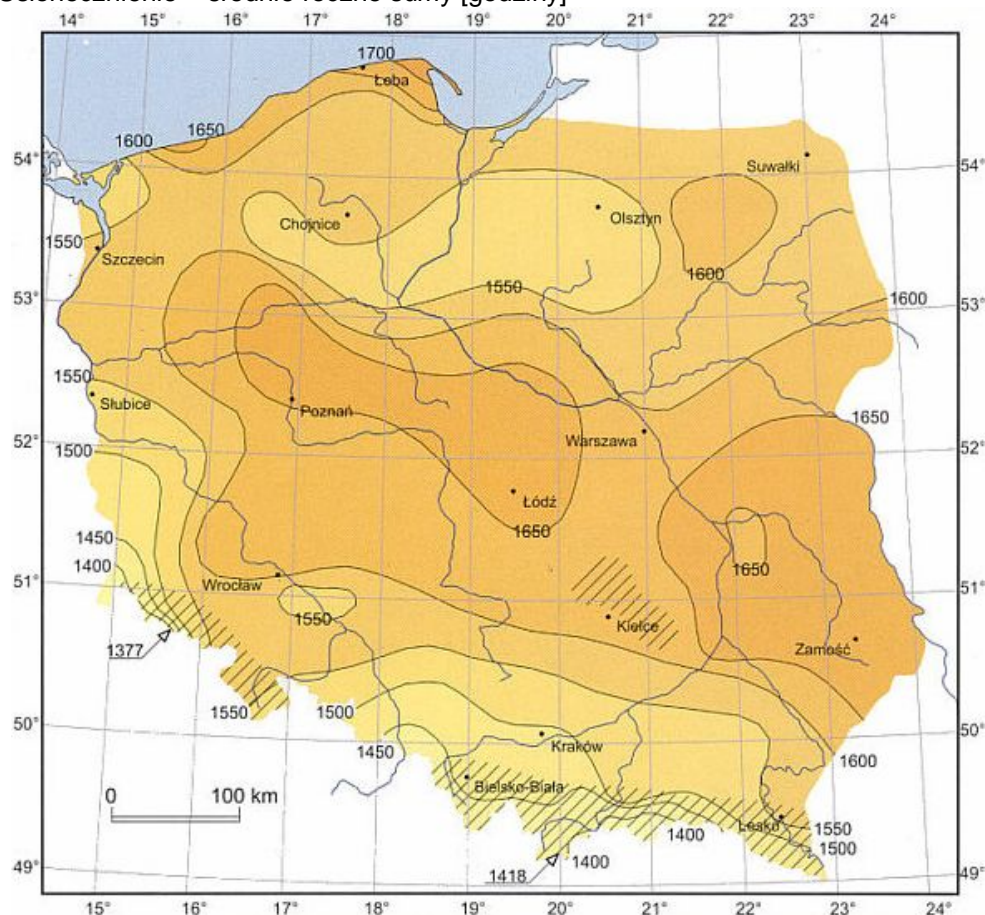 Usłonecznienie – średnie roczne sumy [godziny]
14° 15° 16° 17° 18° 19° 20° 21° 22° 23° 24°
1700
Łeba
1650
1600
54° 54°
Suwałki
Chojnice
Olsztyn
1550
Szczecin
1600
1550
53° 53°
1600
1550
Słubice
Poznań
1650
Warszawa
52° 52°
1500
Łódź
1650
1450
1400
Wrocław
1650
51° 51°
1550
Kielce
Zamość
1377
1550
1500
50° 50°
1450
Kraków
1600
0 100 km
Bielsko-Biała
Lesko
1550
1400
1500
1400
49° 49°
1418
15° 16° 17° 18° 19° 20° 21° 22° 23° 24°